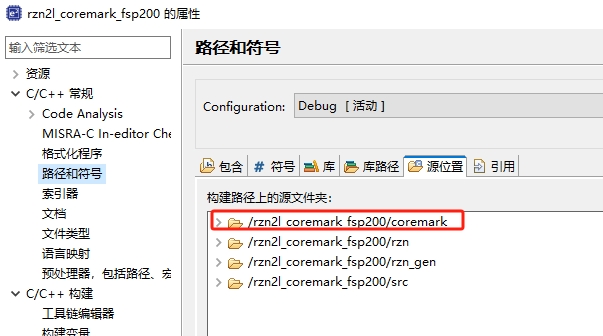 rzn2l_coremark_fsp200 的属性
输入筛选文本
资源
C/C++ 常规
Code Analysis
MISRA-C In-editor Che
格式化程序
路径和符号
索引器
文档
文件类型
语言映射
预处理器，包括路径、宏
C/C++ 构建
工具链编辑器
构建变量
路径和符号
Configuration: Debug [ 活动 ]
包含 # 符号 库 库路径 源位置 引用
构建路径上的源文件夹:
/rzn2l_coremark_fsp200/coremark
/rzn2l_coremark_fsp200/rzn
/rzn2l_coremark_fsp200/rzn_gen
/rzn2l_coremark_fsp200/src